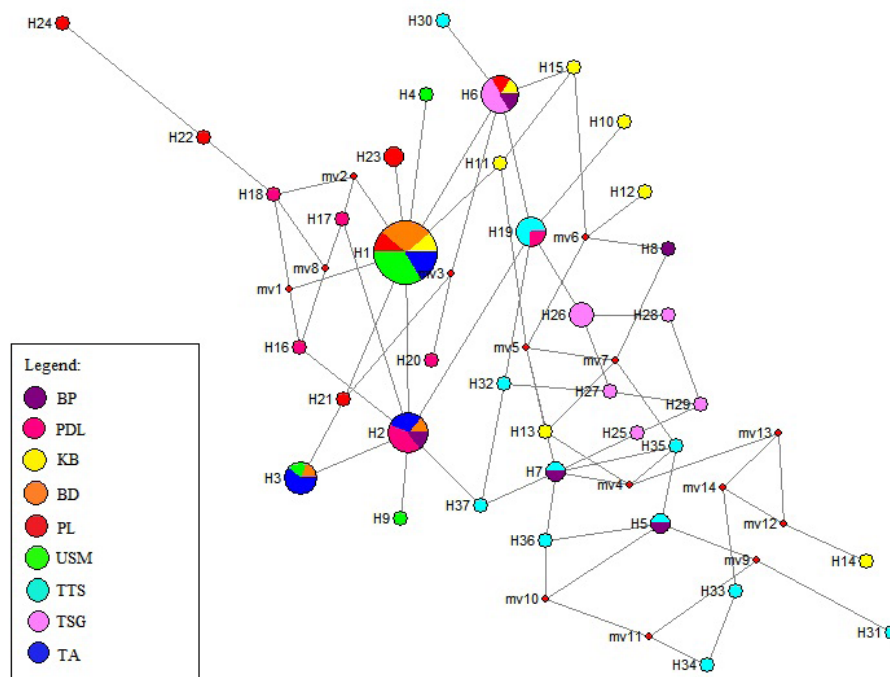 H24
H30
H15
H6
H4
H10
H22
H23
H11
mv2
H18
H12
H17
H19
mv6
H8
H1
mv8
mv3
mv1
H26
H28
H16
mv5
H20
mv7
H32
H27
H21
H29
H2
H13
H25
H35
mv13
H7
H3
mv4
mv14
H37
H9
H5
mv12
H36
mv9
H14
H33
mv10
H31
mv11
H34
Legend:
BP
PDL
KB
BD
PL
USM
TTS
TSG
TA